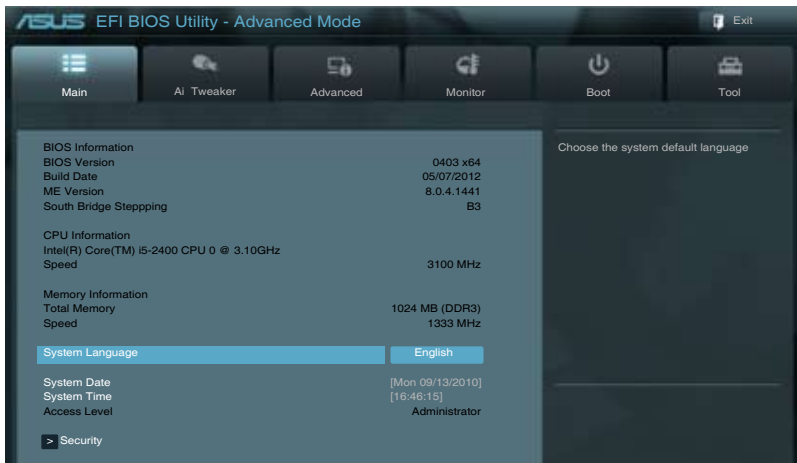 ASUS EFI BIOS Utility - Advanced Mode Exit
Main Ai Tweaker Advanced Monitor Boot Tool
BIOS Information
BIOS Version 0403 x64
Build Date 05/07/2012
ME Version 8.0.4.1441
South Bridge Steppping B3
CPU Information
Intel(R) Core(TM) i5-2400 CPU 0 @ 3.10GHz
Speed 3100 MHz
Memory Information
Total Memory 1024 MB (DDR3)
Speed 1333 MHz
System Language English
System Date [Mon 09/13/2010]
System Time [16:46:15]
Access Level Administrator
> Security
Choose the system default language